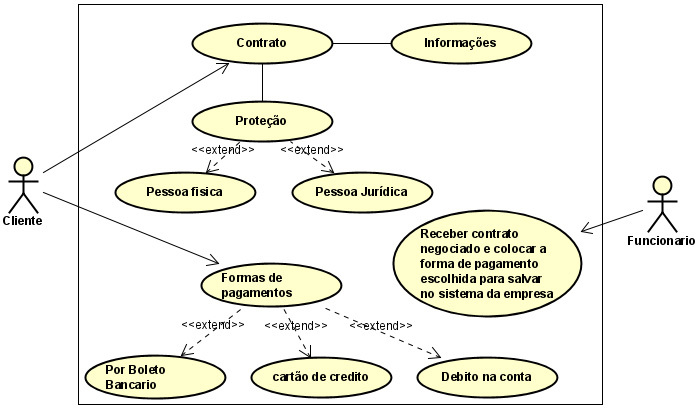 Contrato
Informações
Proteção
<<extend>>
<<extend>>
Pessoa fisica
Pessoa Jurídica
Cliente
Funcionario
Receber contrato
negociado e colocar a
forma de pagamento
escolhida para salvar
no sistema da empresa
Formas de
pagamentos
<<extend>>
<<extend>>
<<extend>>
Por Boleto
Bancario
cartão de credito
Debito na conta